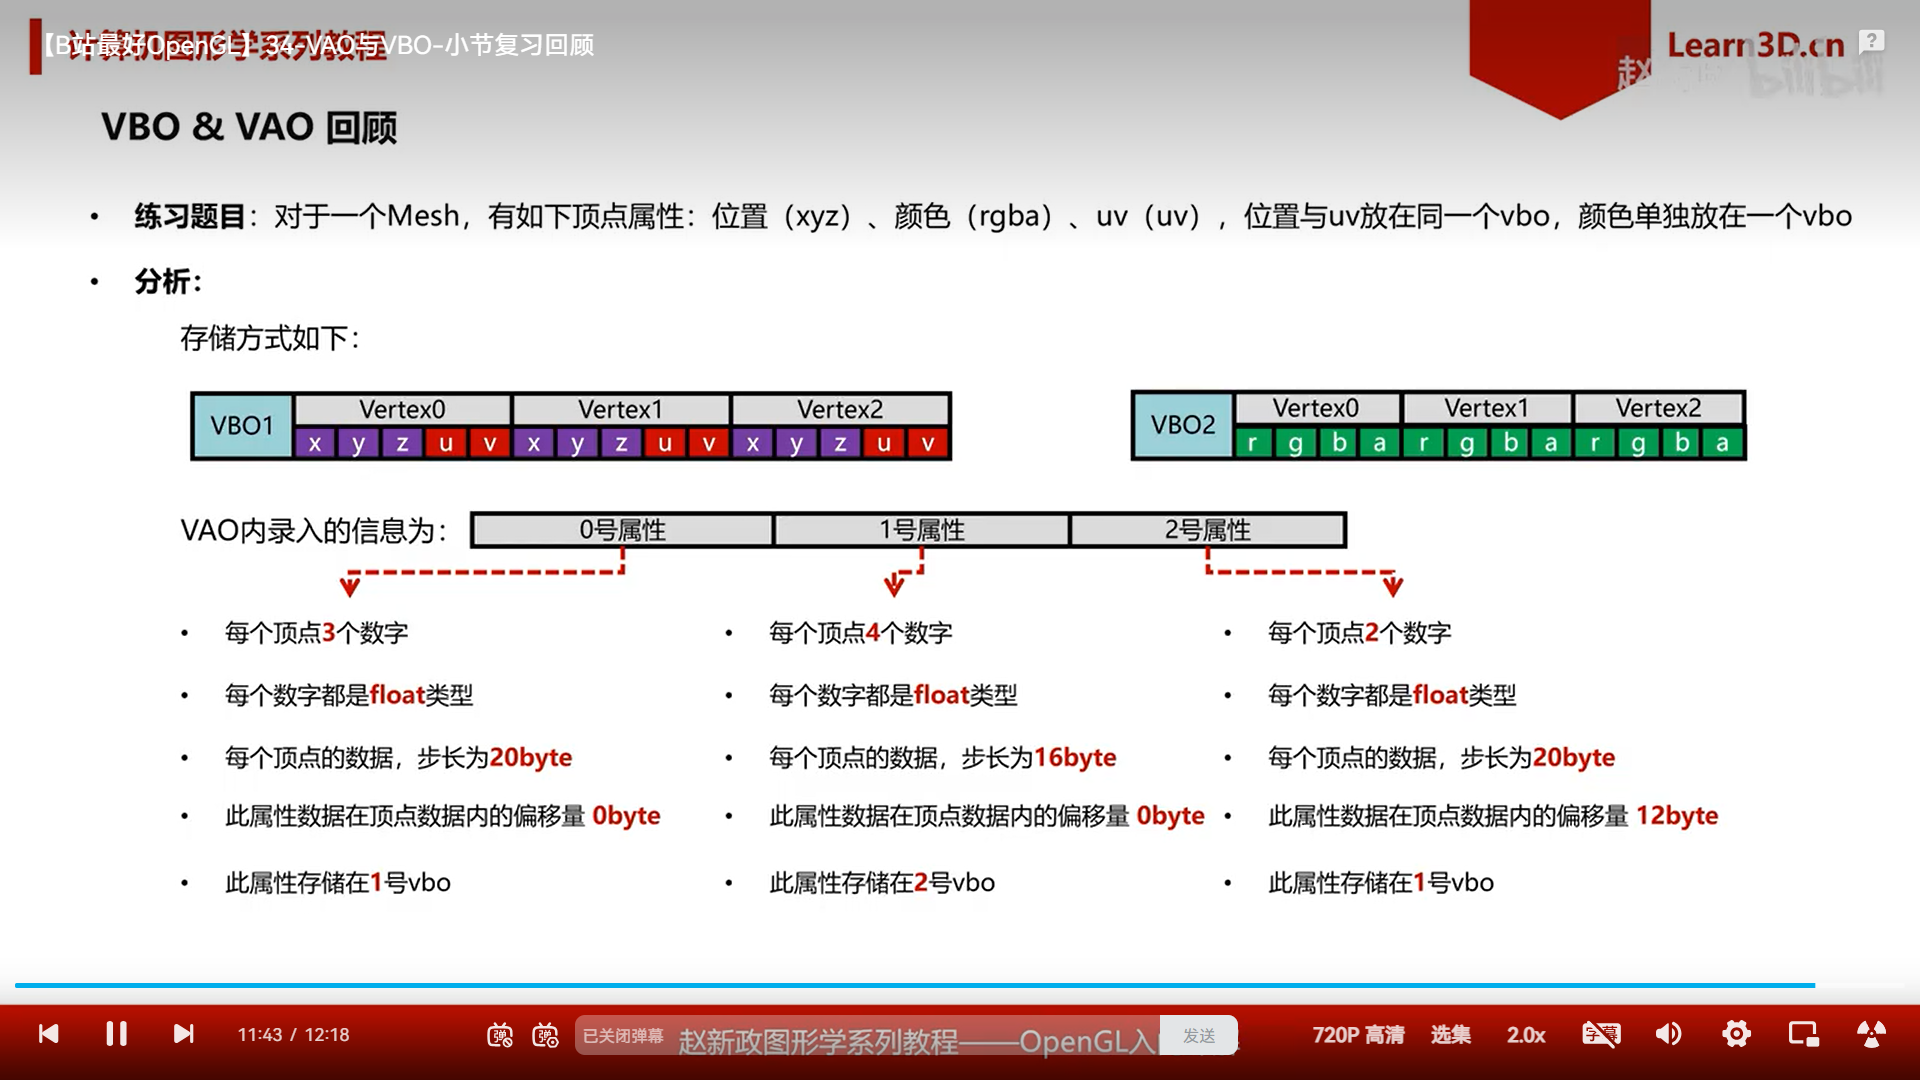 【B站最好OpenGL】34-VAO与VBO-小节复习回顾
计算机图形学系列教程
Learn3D.cn
VBO & VAO 回顾
• 练习题目：对于一个Mesh，有如下顶点属性：位置（xyz）、颜色（rgba）、uv（uv），位置与uv放在同一个vbo，颜色单独放在一个vbo
• 分析：
存储方式如下：
VBO1 Vertex0 Vertex1 Vertex2
x y z u v x y z u v x y z u v
VBO2 Vertex0 Vertex1 Vertex2
r g b a r g b a r g b a
VAO内录入的信息为： 0号属性 1号属性 2号属性
• 每个顶点3个数字
• 每个数字都是float类型
• 每个顶点的数据，步长为20byte
• 此属性数据在顶点数据内的偏移量 0byte
• 此属性存储在1号vbo
• 每个顶点4个数字
• 每个数字都是float类型
• 每个顶点的数据，步长为16byte
• 此属性数据在顶点数据内的偏移量 0byte
• 此属性存储在2号vbo
• 每个顶点2个数字
• 每个数字都是float类型
• 每个顶点的数据，步长为20byte
• 此属性数据在顶点数据内的偏移量 12byte
• 此属性存储在1号vbo
11:43 / 12:18
已关闭弹幕
赵新政图形学系列教程——OpenGL入
发送
720P 高清 选集 2.0x 字幕